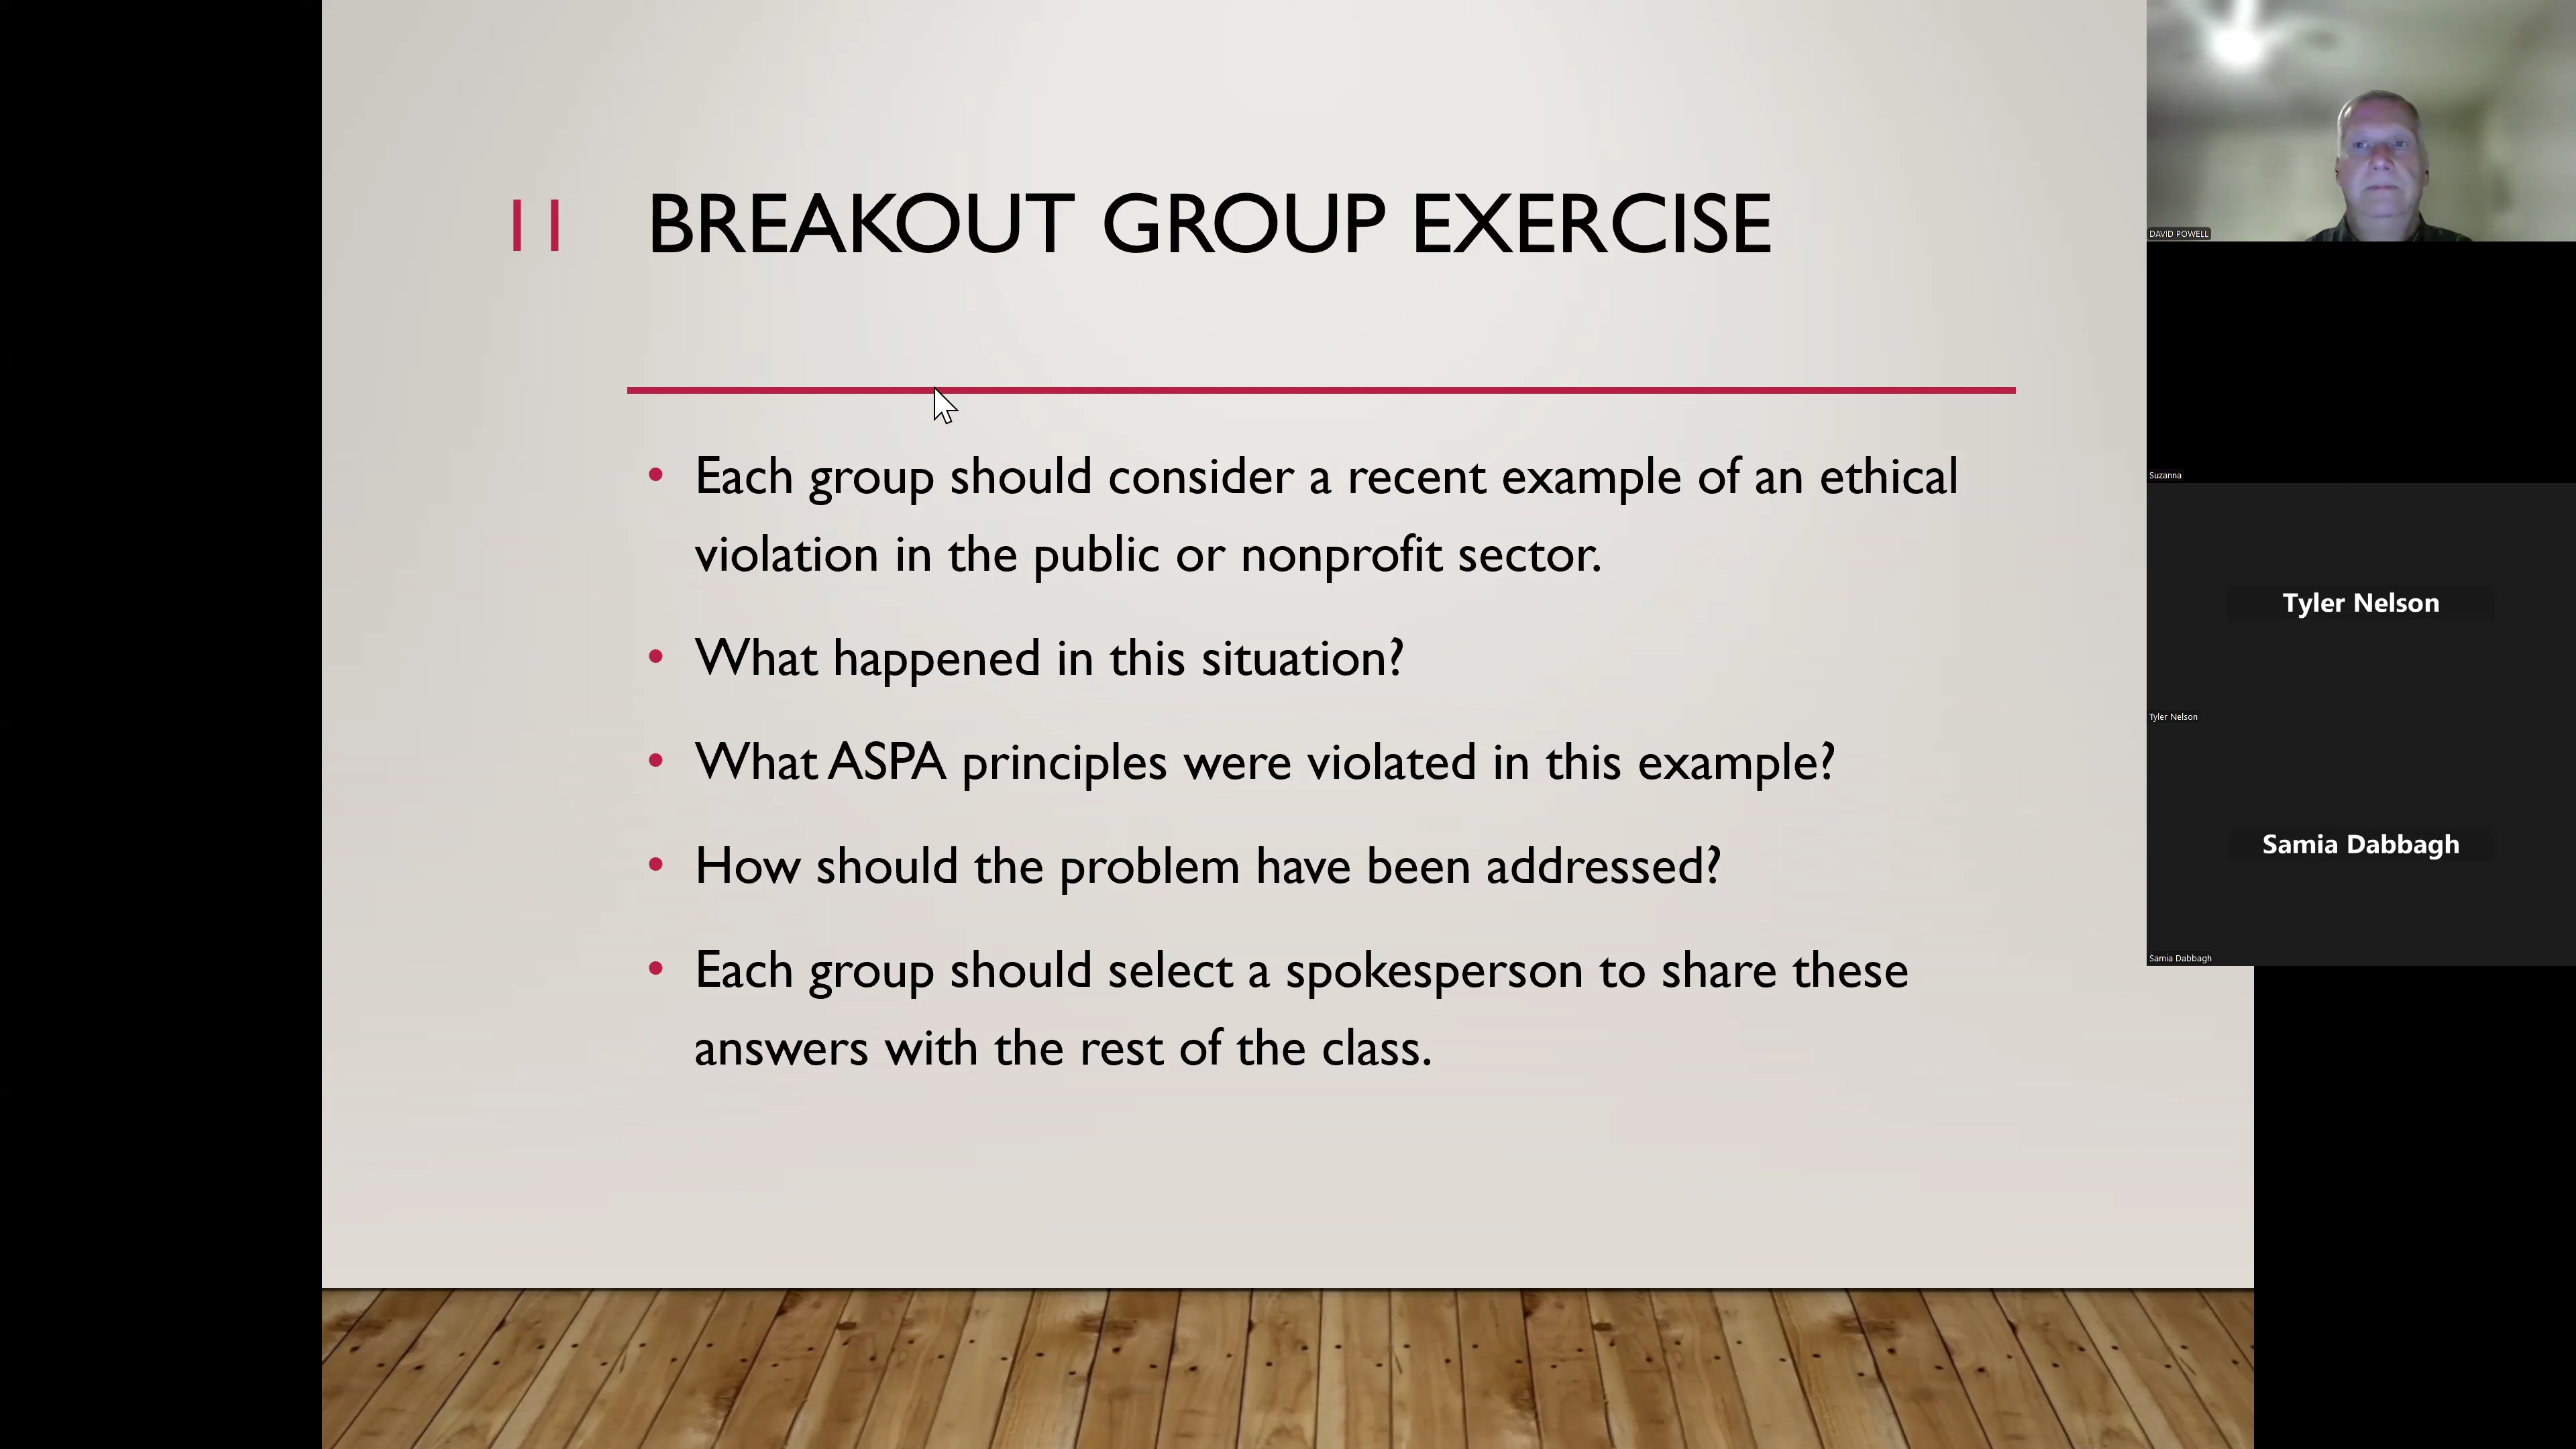 11
BREAKOUT GROUP EXERCISE
• Each group should consider a recent example of an ethical
violation in the public or nonprofit sector.
• What happened in this situation?
• What ASPA principles were violated in this example?
• How should the problem have been addressed?
• Each group should select a spokesperson to share these
answers with the rest of the class.
DAVID POWELL
Suzanna
Tyler Nelson
Tyler Nelson
Samia Dabbagh
Samia Dabbagh